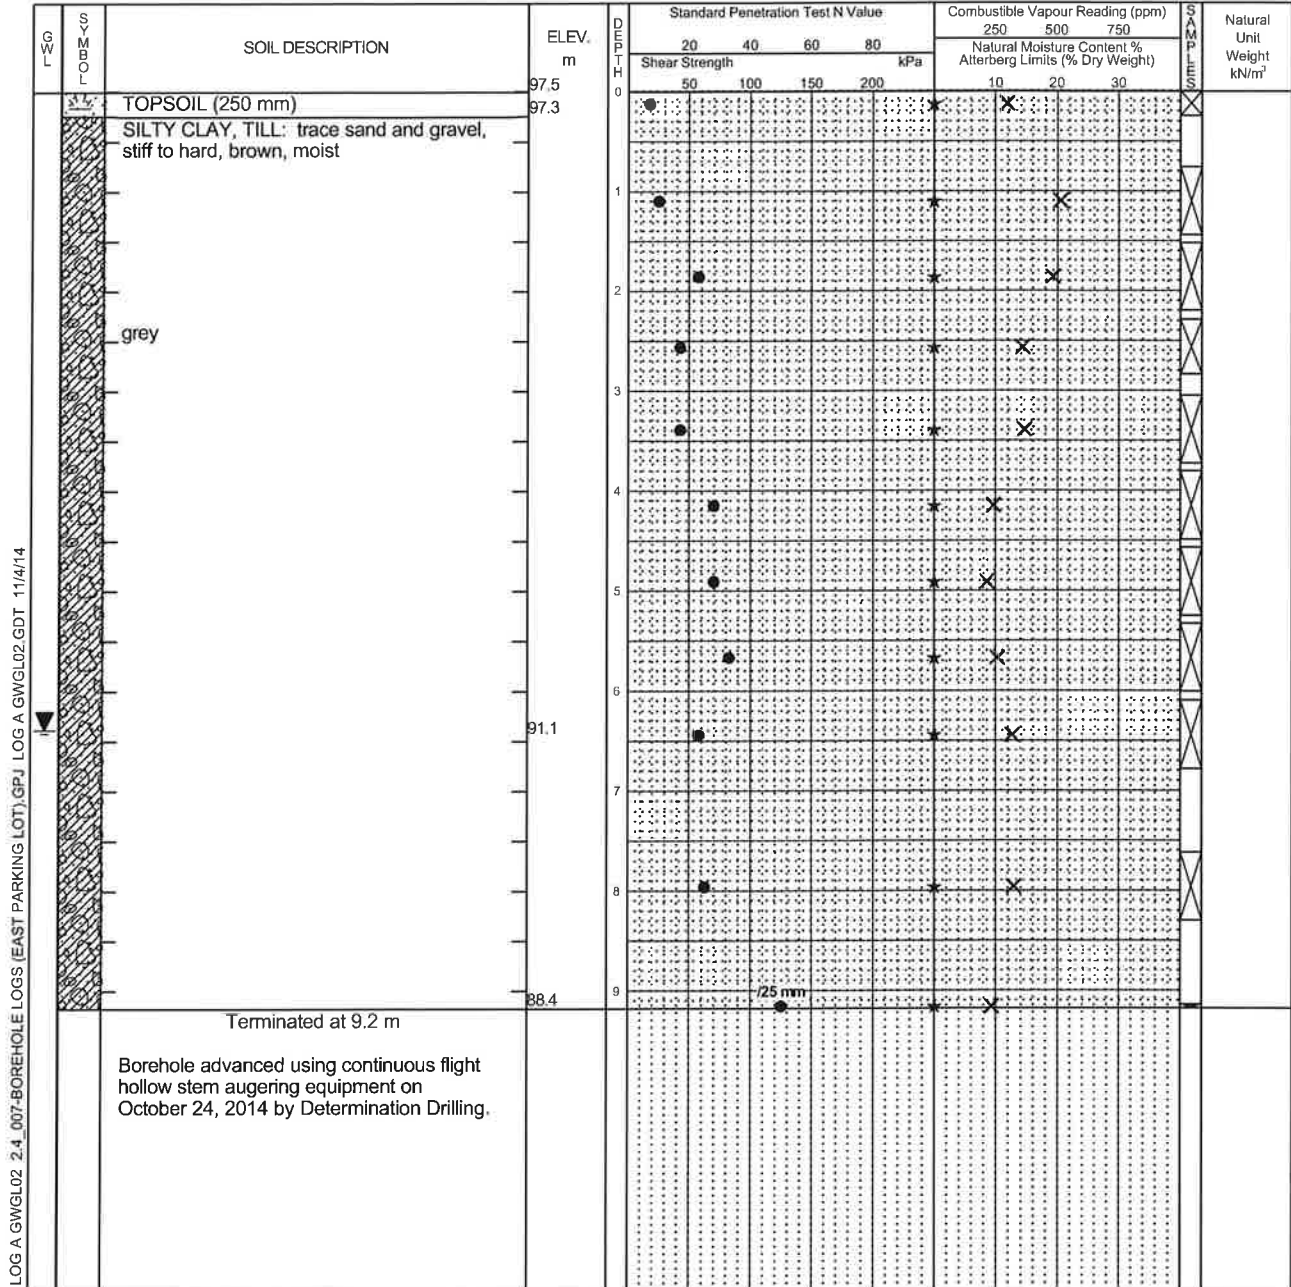 GWL
SYMBOL
SOIL DESCRIPTION
ELEV.
m
DEPTH
Standard Penetration Test N Value
20 40 60 80
Shear Strength kPa
50 100 150 200
Combustible Vapour Reading (ppm)
250 500 750
Natural Moisture Content %
Atterberg Limits (% Dry Weight)
10 20 30
SAMPLES
Natural
Unit
Weight
kN/m³
97.5
0
TOPSOIL (250 mm)
97.3
SILTY CLAY, TILL: trace sand and gravel,
stiff to hard, brown, moist
1
2
grey
3
4
5
6
91.1
7
8
9
/25 mm
88.4
Terminated at 9.2 m
Borehole advanced using continuous flight
hollow stem augering equipment on
October 24, 2014 by Determination Drilling.
LOG A GWGL02 2.4_007-BOREHOLE LOGS (EAST PARKING LOT).GPJ LOG A GWGL02.GDT 11/4/14